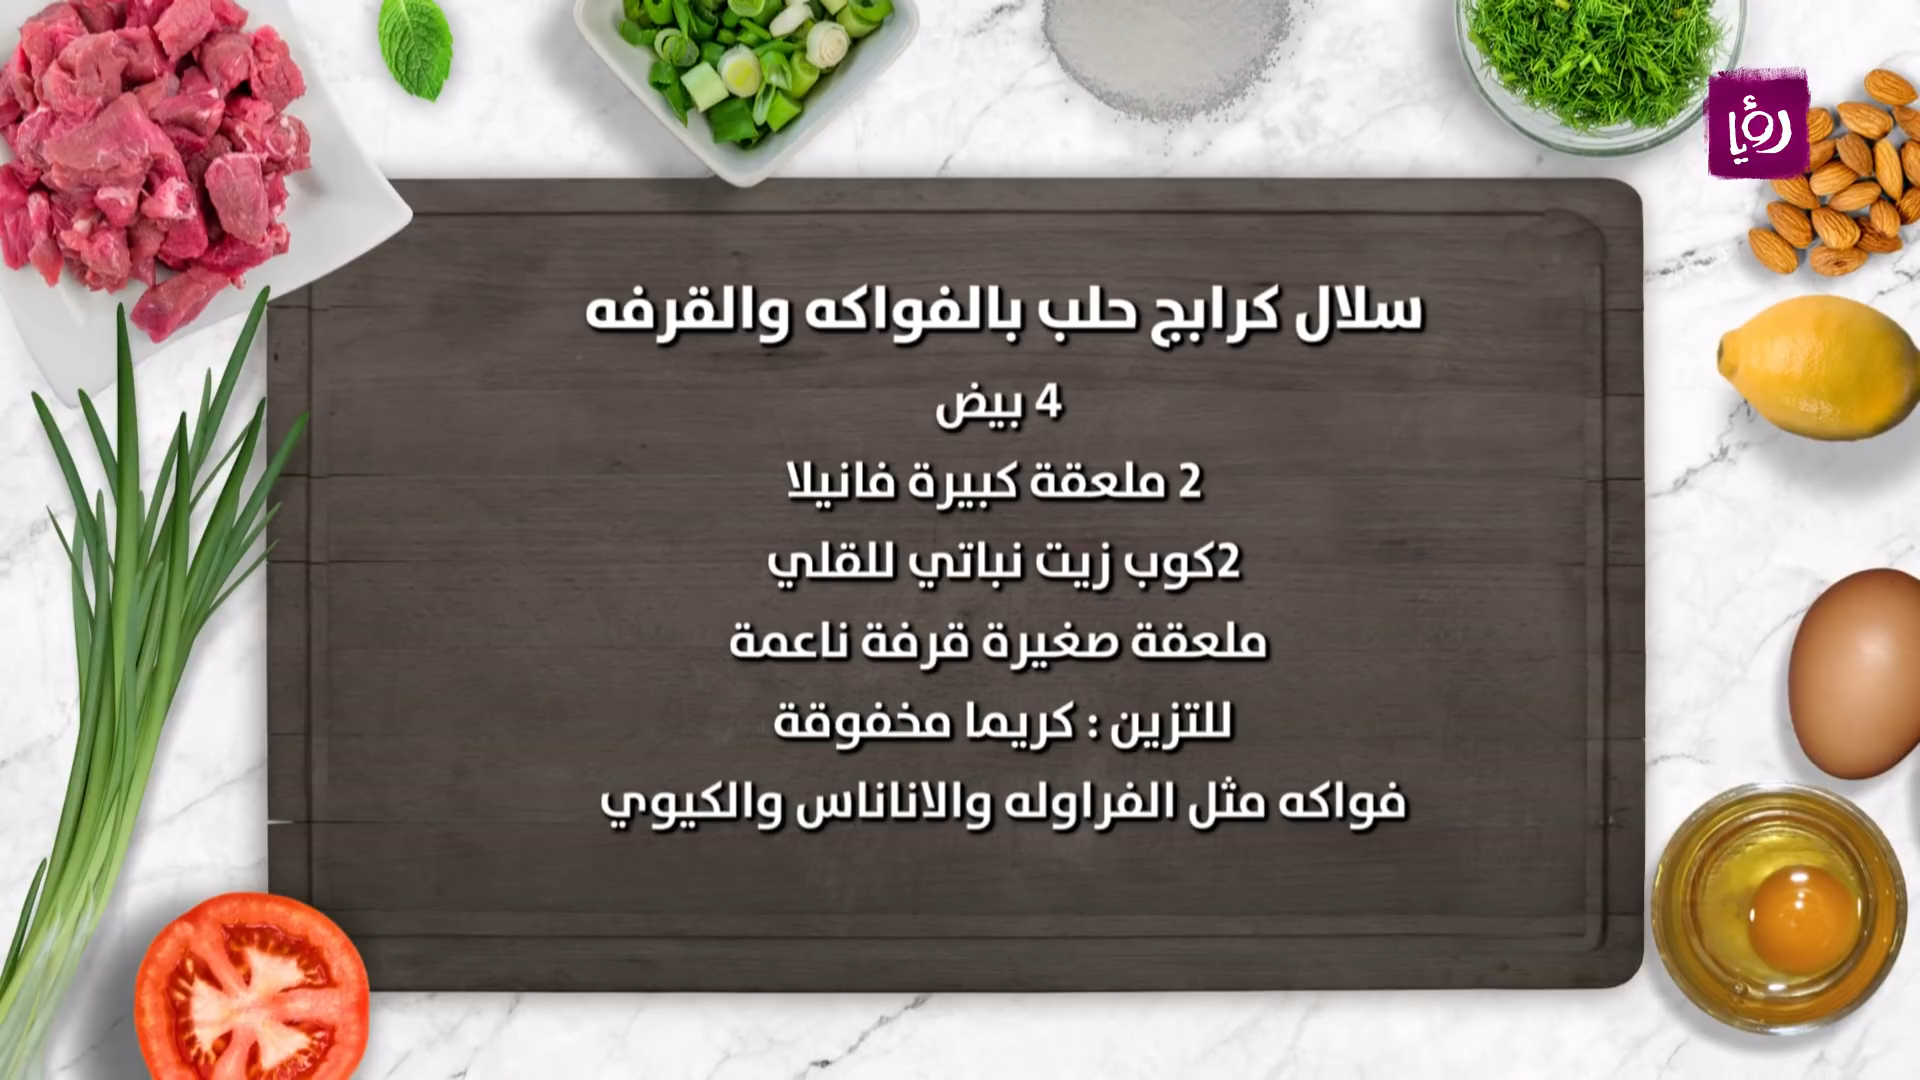 رؤيا
سلال كرابج حلب بالفواكه والقرفه
4 بيض
2 ملعقة كبيرة فانيلا
2كوب زيت نباتي للقلي
ملعقة صغيرة قرفة ناعمة
للتزين : كريما مخفوقة
فواكه مثل الفراوله والاناناس والكيوي